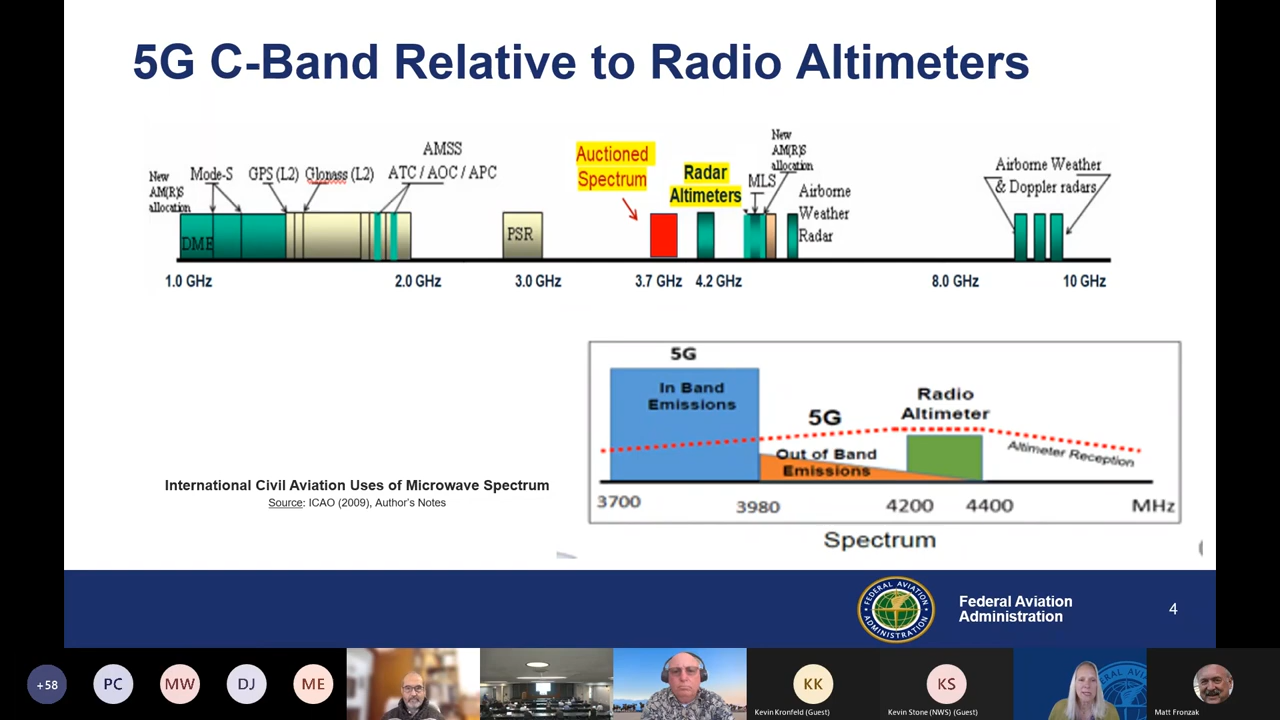 5G C-Band Relative to Radio Altimeters
New
AM(R)S
allocation
Mode-S
GPS (L2)
Glonass (L2)
AMSS
ATC / AOC / APC
Auctioned
Spectrum
Radar
Altimeters
New
AM(R)S
allocation
MLS
Airborne
Weather
Radar
Airborne Weather
& Doppler radars
DME
PSR
1.0 GHz
2.0 GHz
3.0 GHz
3.7 GHz
4.2 GHz
8.0 GHz
10 GHz
International Civil Aviation Uses of Microwave Spectrum
Source: ICAO (2009), Author's Notes
5G
In Band
Emissions
5G
Out of Band
Emissions
Radio
Altimeter
Altimeter Reception
3700
3980
4200
4400
MHz
Spectrum
FEDERAL AVIATION
ADMINISTRATION
Federal Aviation
Administration
4
+58
PC
MW
DJ
ME
KK
Kevin Kronfeld (Guest)
KS
Kevin Stone (NWS) (Guest)
Matt Fronzak